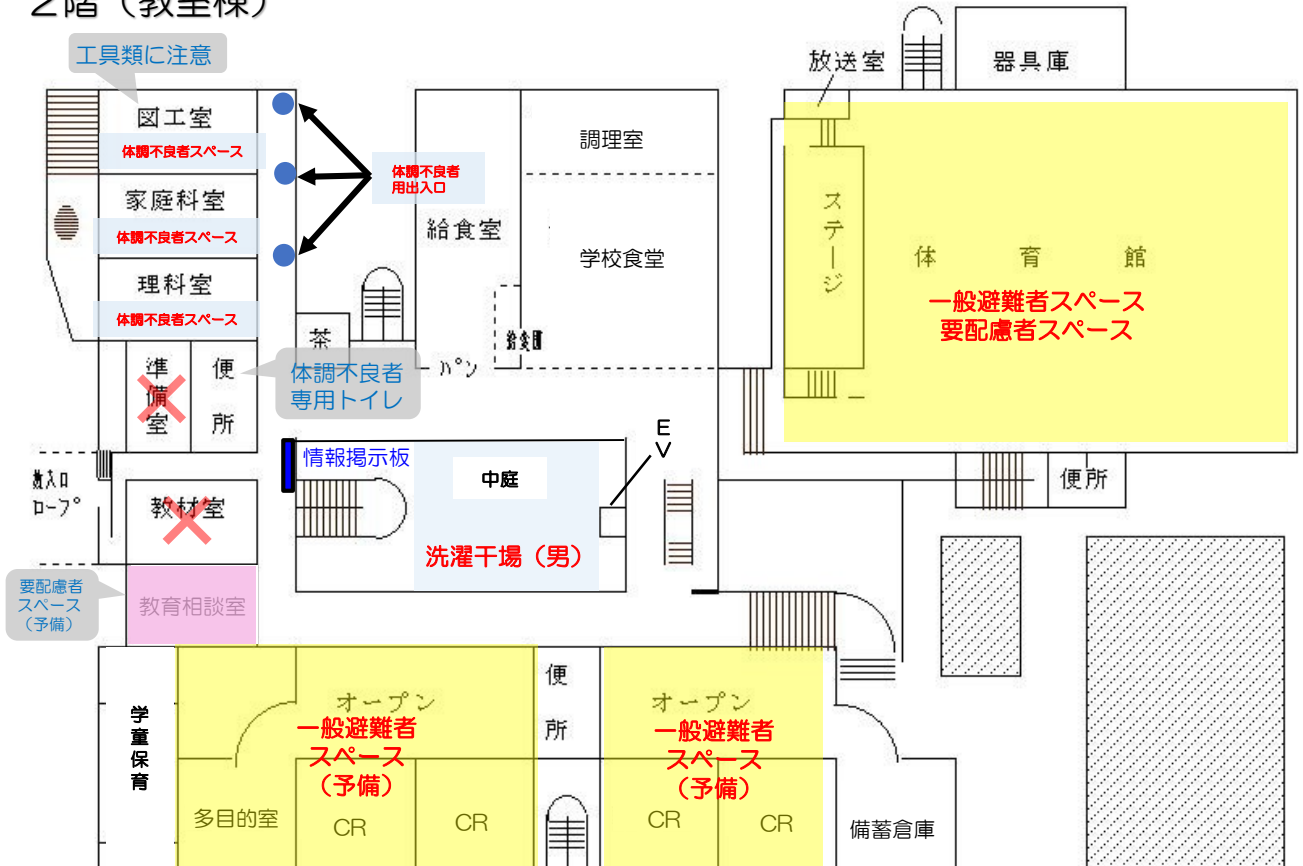 2階（教室棟）
工具類に注意
放送室
器具庫
図工室
体調不良者スペース
調理室
体調不良者
用出入口
家庭科室
体調不良者スペース
給食室
学校食堂
ステージ
体育館
一般避難者スペース
要配慮者スペース
理科室
体調不良者スペース
茶
パン
準備室
便所
体調不良者
専用トイレ
EV
情報掲示板
中庭
便所
ロープ
教材室
洗濯干場（男）
要配慮者
スペース
（予備）
教育相談室
学童保育
オープン
一般避難者
スペース
（予備）
便所
オープン
一般避難者
スペース
（予備）
多目的室
CR
CR
CR
CR
備蓄倉庫